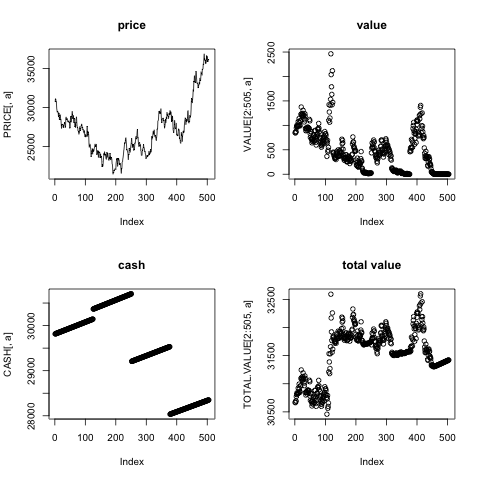 price
PRICE[, a]
35000
30000
25000
0 100 200 300 400 500
Index
value
VALUE[2:505, a]
2500
1500
500
0
0 100 200 300 400 500
Index
cash
CASH[, a]
30000
29000
28000
0 100 200 300 400 500
Index
total value
TOTAL.VALUE[2:505, a]
32500
31500
30500
0 100 200 300 400 500
Index